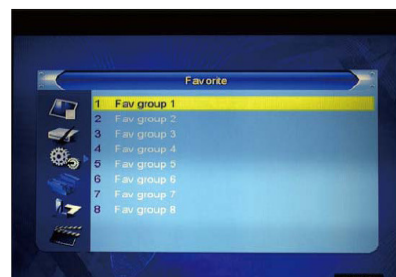 Favorite
1 Fav group 1
2 Fav group 2
3 Fav group 3
4 Fav group 4
5 Fav group 5
6 Fav group 6
7 Fav group 7
8 Fav group 8